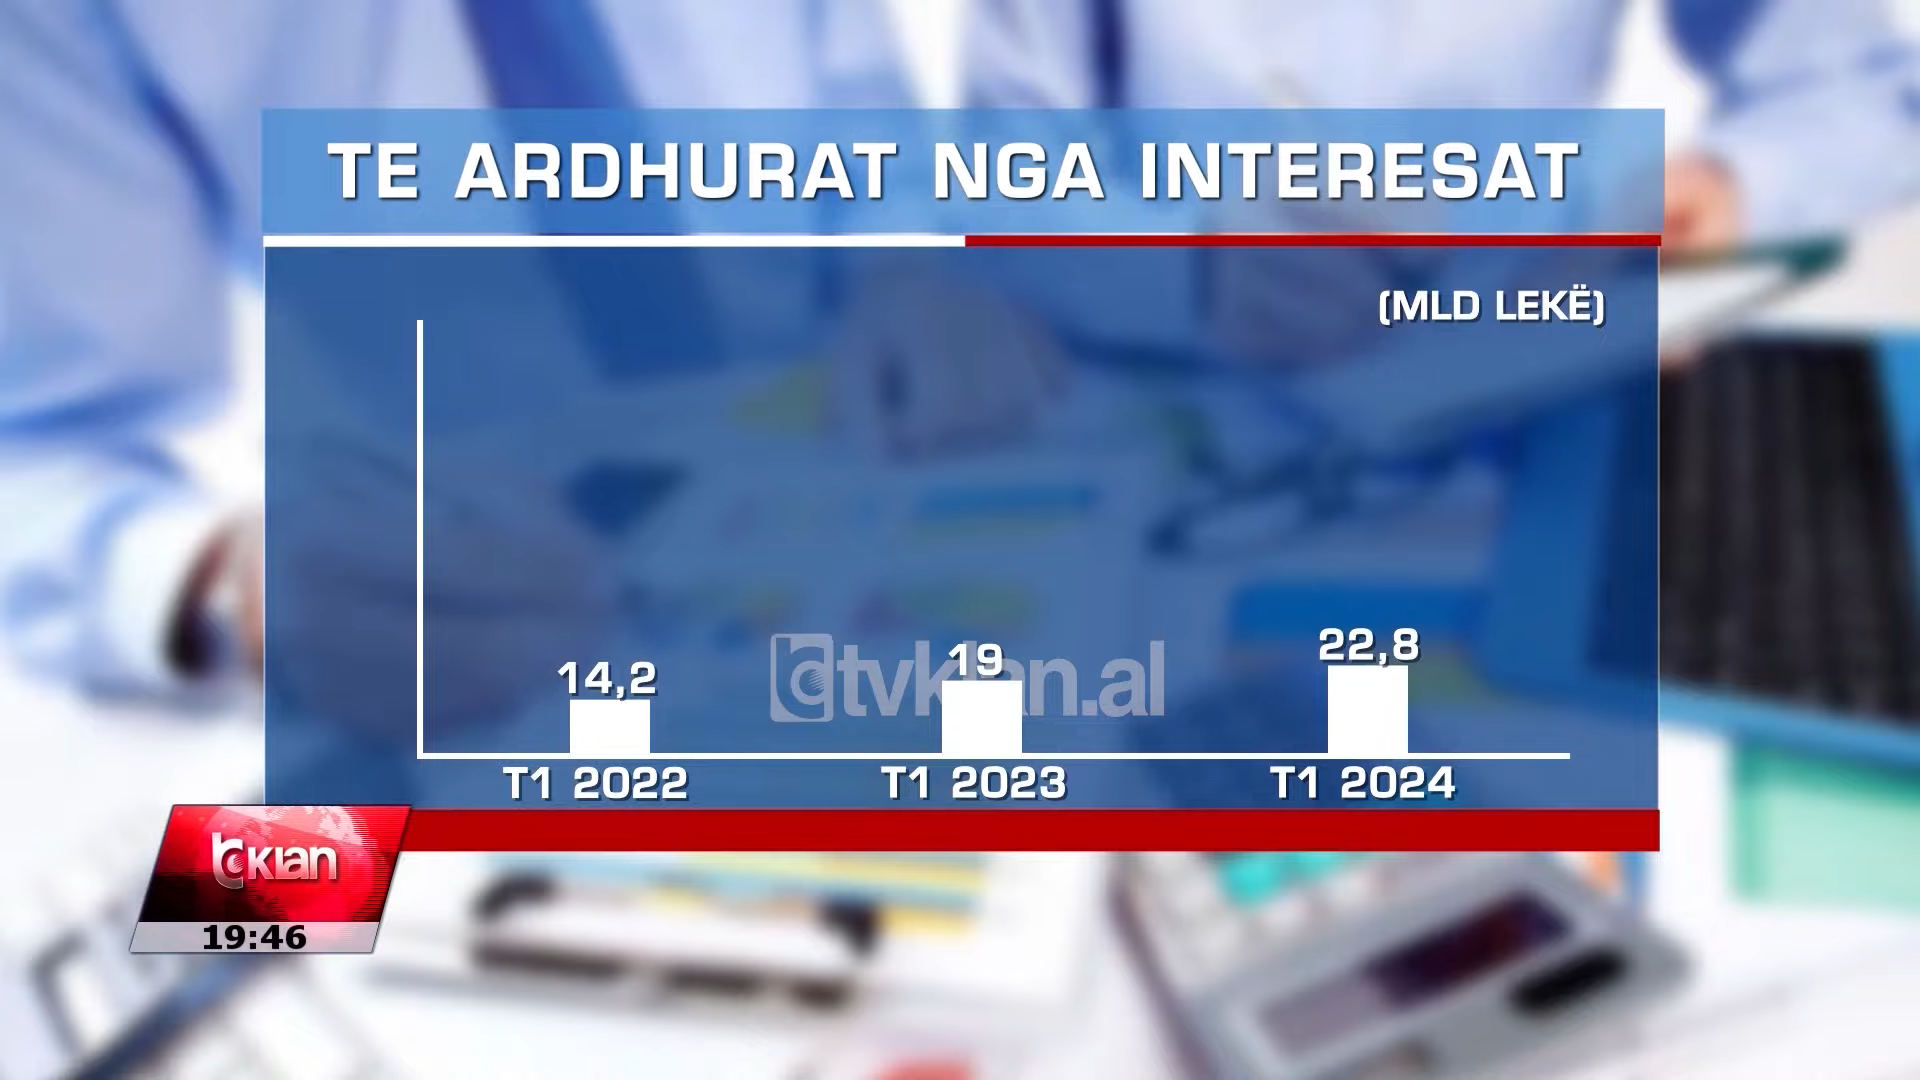 TE ARDHURAT NGA INTERESAT
(MLD LEKË)
14,2
19
22,8
tvklan.al
T1 2022
T1 2023
T1 2024
klan
19:46